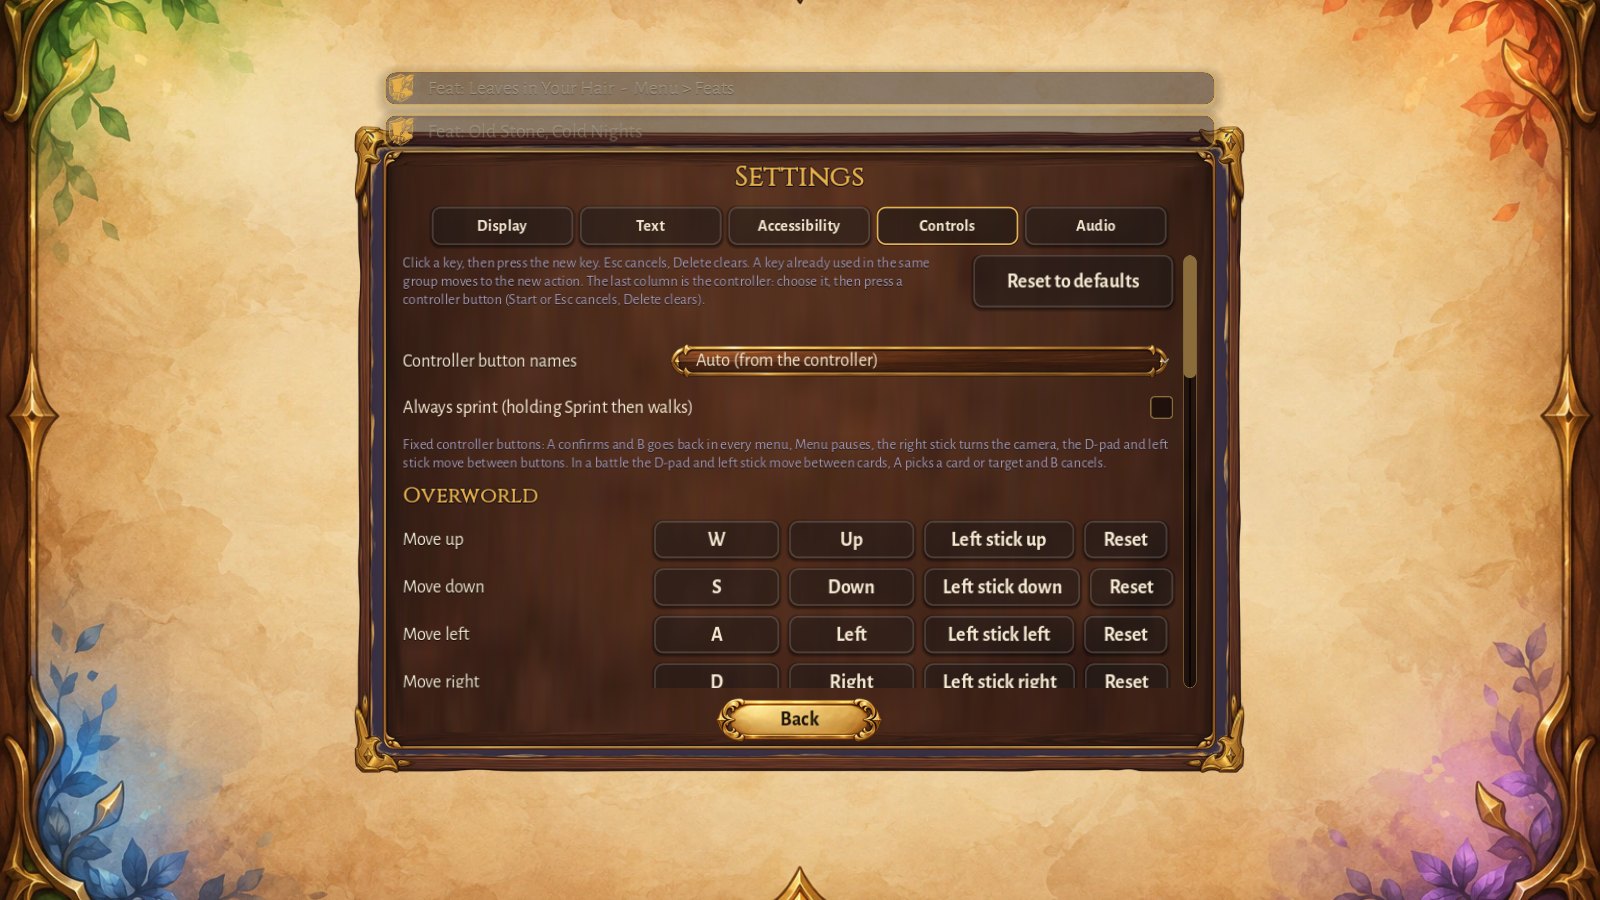 Feat: Leaves in Your Hair - Menu > Feats
Feat: Old Stone, Cold Nights
Settings
Display
Text
Accessibility
Controls
Audio
Click a key, then press the new key. Esc cancels, Delete clears. A key already used in the same
group moves to the new action. The last column is the controller: choose it, then press a
controller button (Start or Esc cancels, Delete clears).
Reset to defaults
Controller button names
Auto (from the controller)
Always sprint (holding Sprint then walks)
Fixed controller buttons: A confirms and B goes back in every menu, Menu pauses, the right stick turns the camera, the D-pad and left
stick move between buttons. In a battle the D-pad and left stick move between cards, A picks a card or target and B cancels.
Overworld
Move up W Up Left stick up Reset
Move down S Down Left stick down Reset
Move left A Left Left stick left Reset
Move right D Right Left stick right Reset
Back